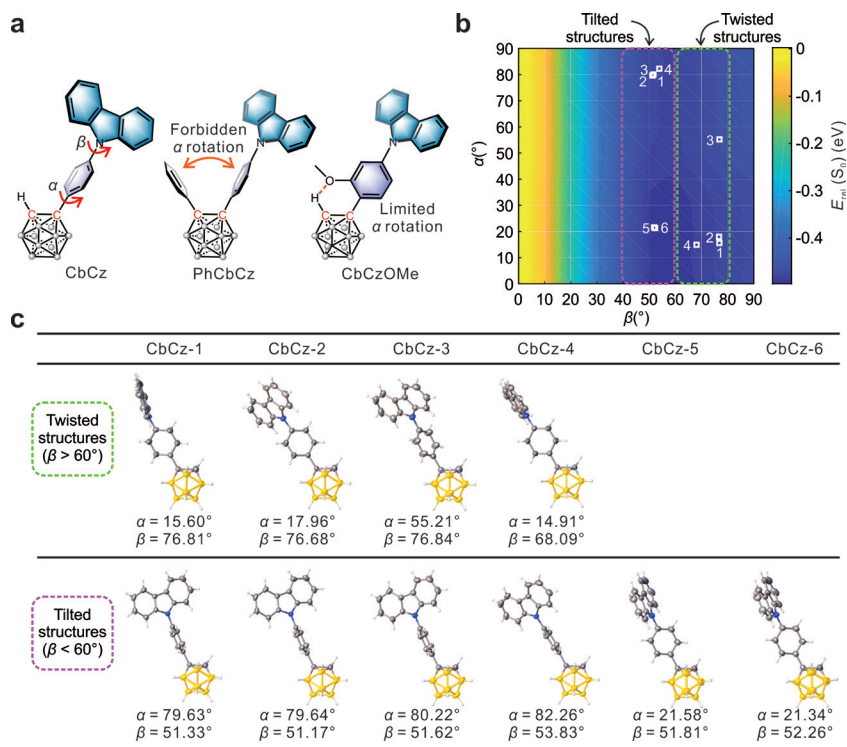 a
β
N
α
H
C C
CbCz
Forbidden
α rotation
N
C C
PhCbCz
N
O
H
C C
Limited
α rotation
CbCzOMe
b
Tilted
structures
Twisted
structures
90
80
70
60
50
40
30
20
10
0
α(°)
0 10 20 30 40 50 60 70 80 90
β(°)
3 4
2 1
3
5 6
4 2
1
0
-0.1
-0.2
-0.3
-0.4
E rel (S0) (eV)
c
CbCz-1 CbCz-2 CbCz-3 CbCz-4 CbCz-5 CbCz-6
Twisted
structures
(β > 60°)
α = 15.60° α = 17.96° α = 55.21° α = 14.91°
β = 76.81° β = 76.68° β = 76.84° β = 68.09°
Tilted
structures
(β < 60°)
α = 79.63° α = 79.64° α = 80.22° α = 82.26° α = 21.58° α = 21.34°
β = 51.33° β = 51.17° β = 51.62° β = 53.83° β = 51.81° β = 52.26°